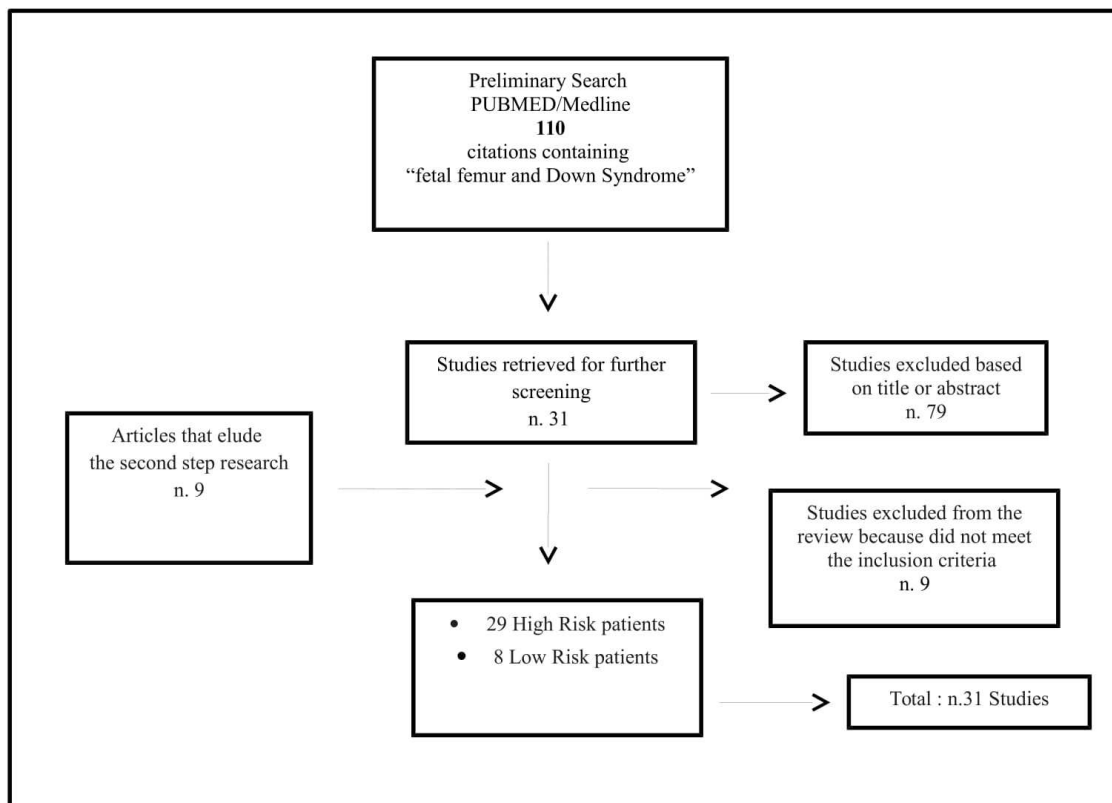 Preliminary Search
PUBMED/Medline
110
citations containing
“fetal femur and Down Syndrome”
Studies retrieved for further
screening
n. 31
Studies excluded based
on title or abstract
n. 79
Articles that elude
the second step research
n. 9
Studies excluded from the
review because did not meet
the inclusion criteria
n. 9
• 29 High Risk patients
• 8 Low Risk patients
Total : n.31 Studies